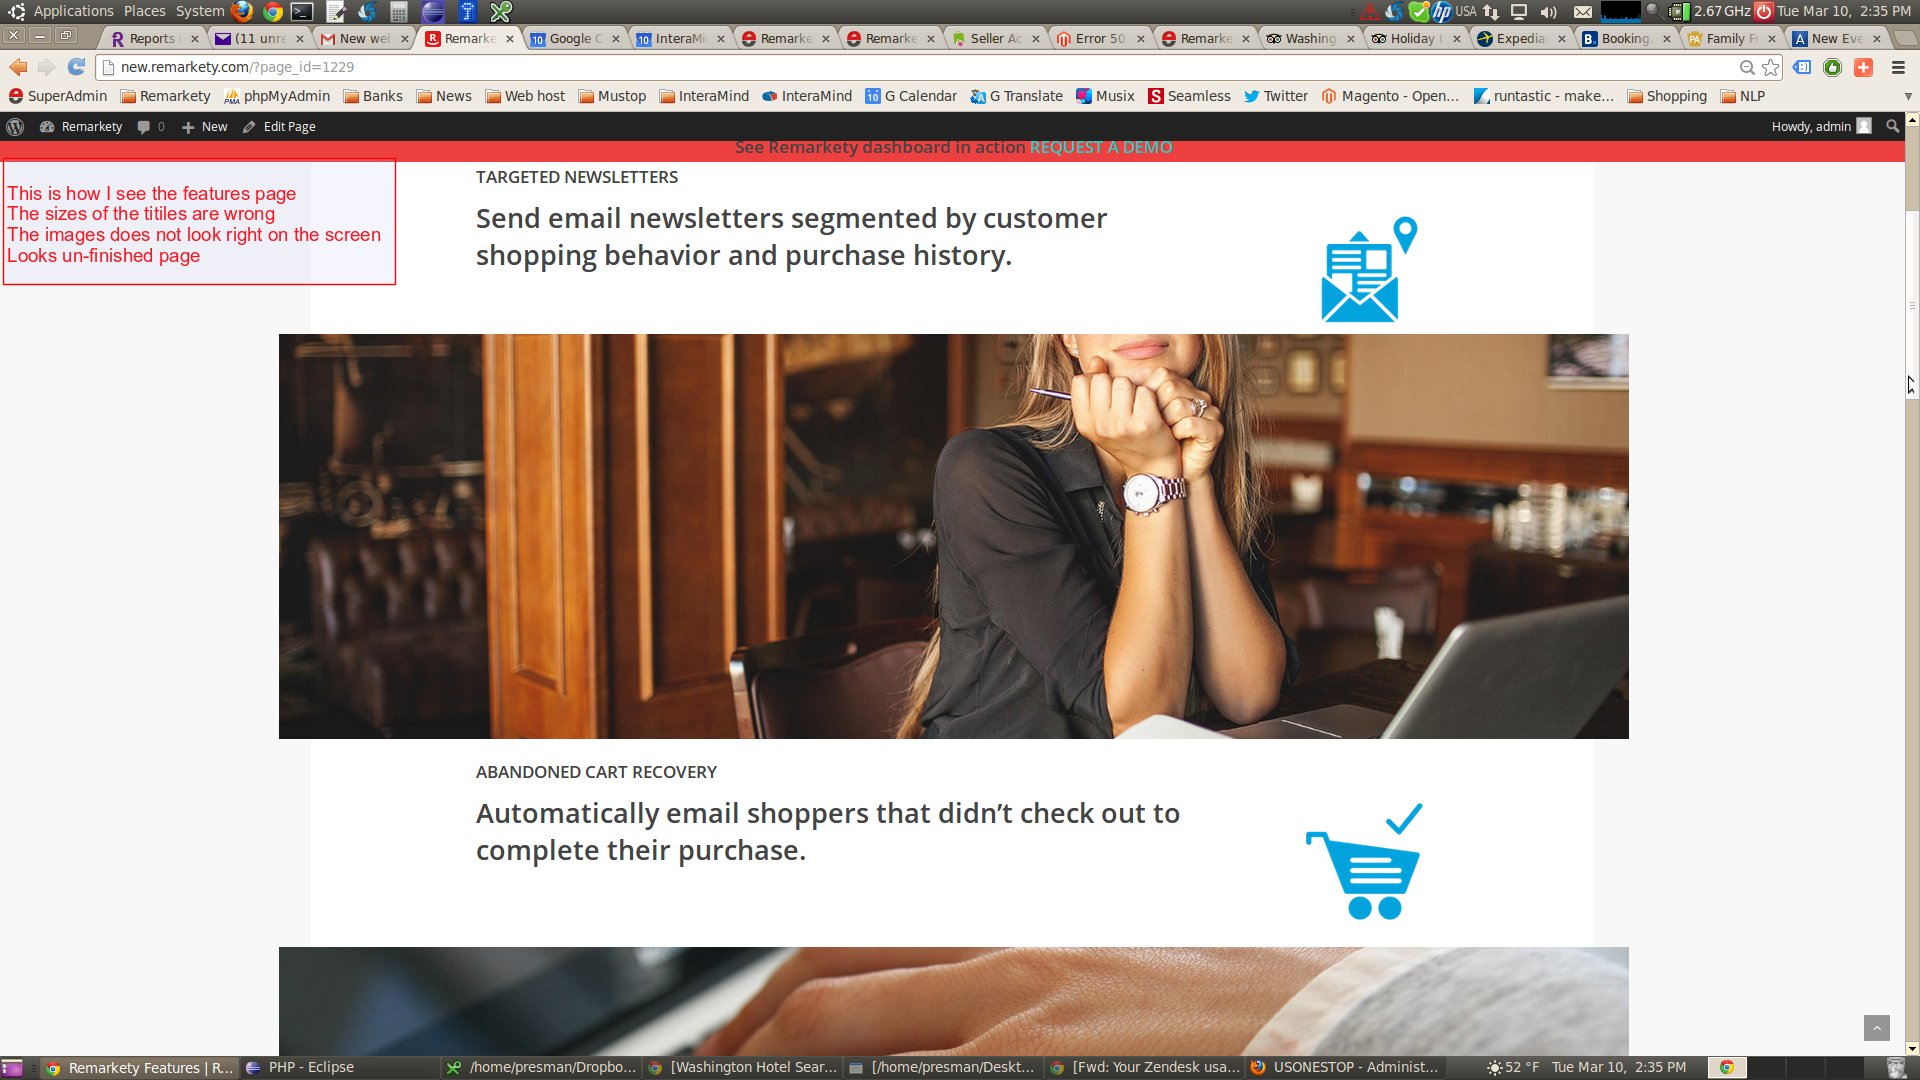 Applications Places System
USA
2.67 GHz
Tue Mar 10, 2:35 PM
Reports
(11 unre
New wel
Remarke
Google C
InteraMi
Remarke
Remarke
Seller Ac
Error 50
Remarke
Washing
Holiday
Expedia
Booking.
Family F
New Eve
new.remarkety.com/?page_id=1229
SuperAdmin Remarkety phpMyAdmin Banks News Web host Mustop InteraMind InteraMind G Calendar G Translate Musix Seamless Twitter Magento - Open... runtastic - make... Shopping NLP
Remarkety 0 New Edit Page
Howdy, admin
See Remarkety dashboard in action REQUEST A DEMO
This is how I see the features page
The sizes of the titiles are wrong
The images does not look right on the screen
Looks un-finished page
TARGETED NEWSLETTERS
Send email newsletters segmented by customer
shopping behavior and purchase history.
ABANDONED CART RECOVERY
Automatically email shoppers that didn’t check out to
complete their purchase.
Remarkety Features | R...
PHP - Eclipse
/home/presman/Dropbo...
[Washington Hotel Sear...
[/home/presman/Deskt...
[Fwd: Your Zendesk usa...
USONESTOP - Administ...
52 °F
Tue Mar 10, 2:35 PM